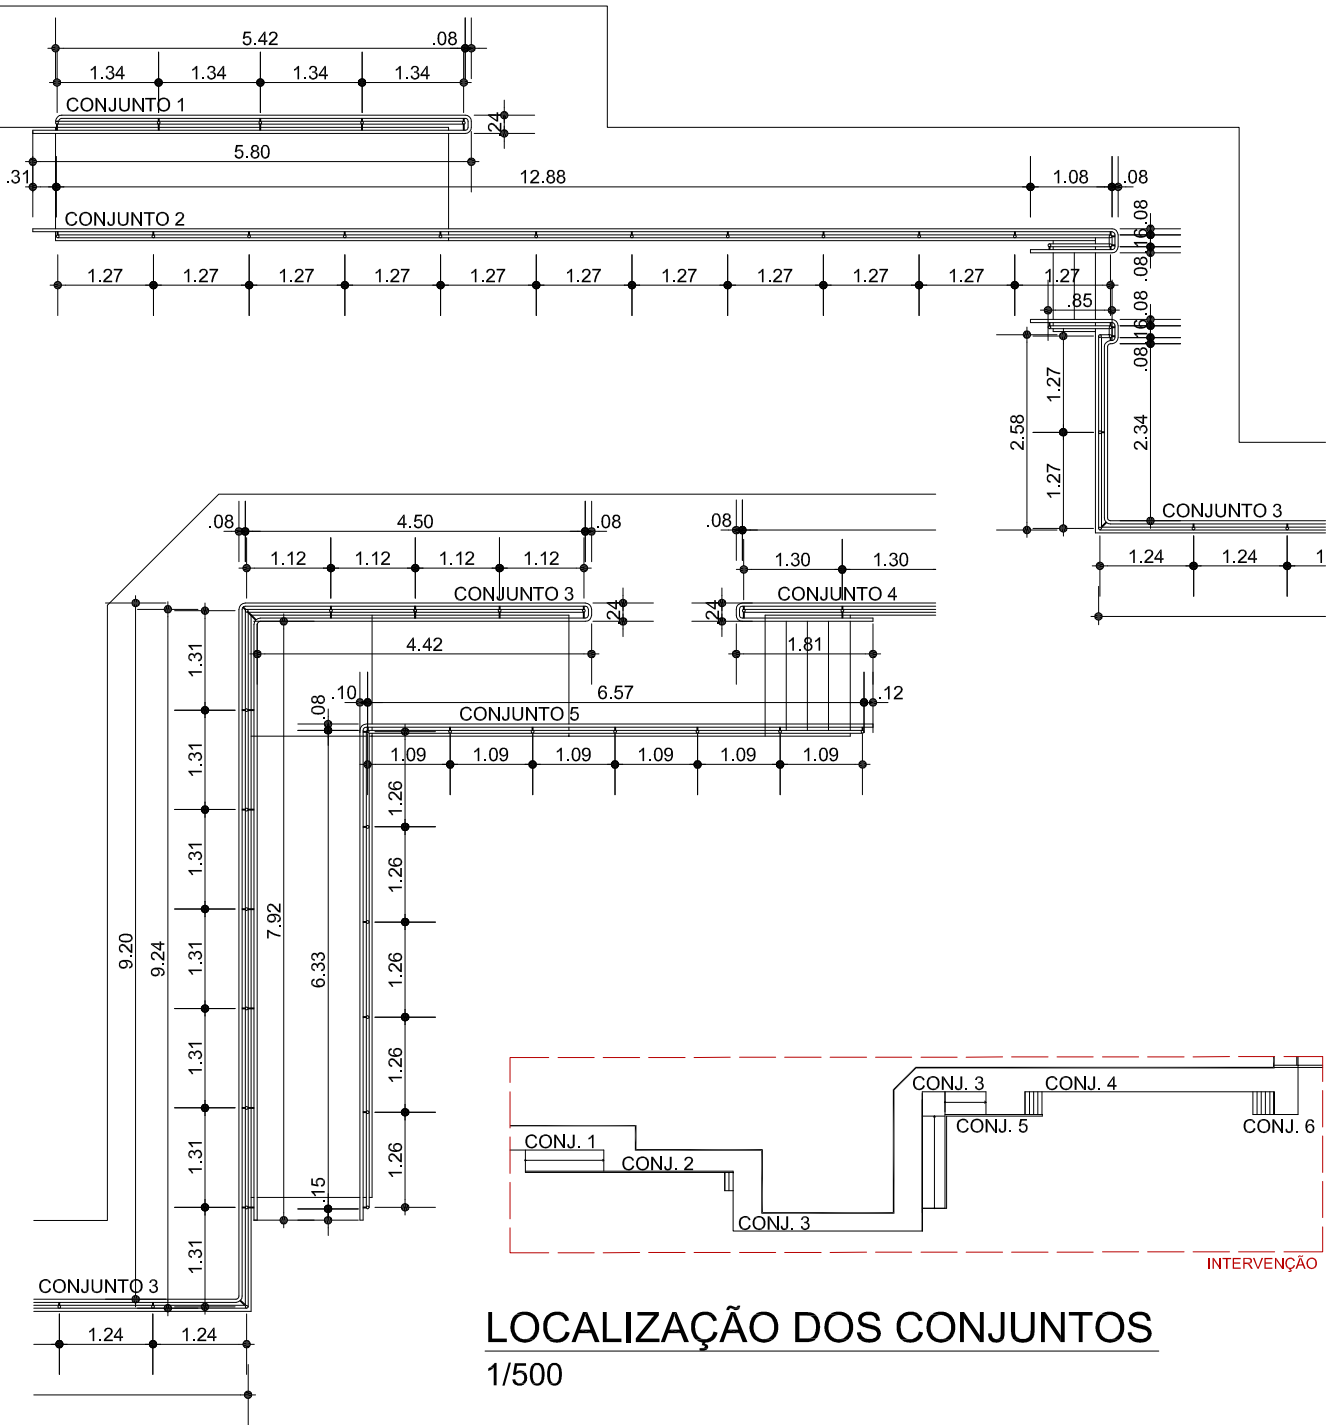 5.42 .08
1.34 1.34 1.34 1.34
CONJUNTO 1
.24
5.80
.31 12.88 1.08 .08
CONJUNTO 2
.08 .16 .08
1.27 1.27 1.27 1.27 1.27 1.27 1.27 1.27 1.27 1.27 1.27
.85
.08 .16 .08
2.58 1.27 1.27 2.34
CONJUNTO 3
1.24 1.24 1
.08 4.50 .08 .08
1.12 1.12 1.12 1.12 1.30 1.30
CONJUNTO 3 CONJUNTO 4
.24 .24
4.42 1.81
.10 6.57 .12
.08
CONJUNTO 5
1.09 1.09 1.09 1.09 1.09 1.09
1.31 1.31 1.31 1.31 1.31 1.31 1.31
9.20 9.24 7.92 6.33 .15
1.26 1.26 1.26 1.26 1.26
CONJUNTO 3
1.24 1.24
CONJ. 3 CONJ. 4
CONJ. 5 CONJ. 6
CONJ. 1
CONJ. 2
CONJ. 3
INTERVENÇÃO
LOCALIZAÇÃO DOS CONJUNTOS
1/500